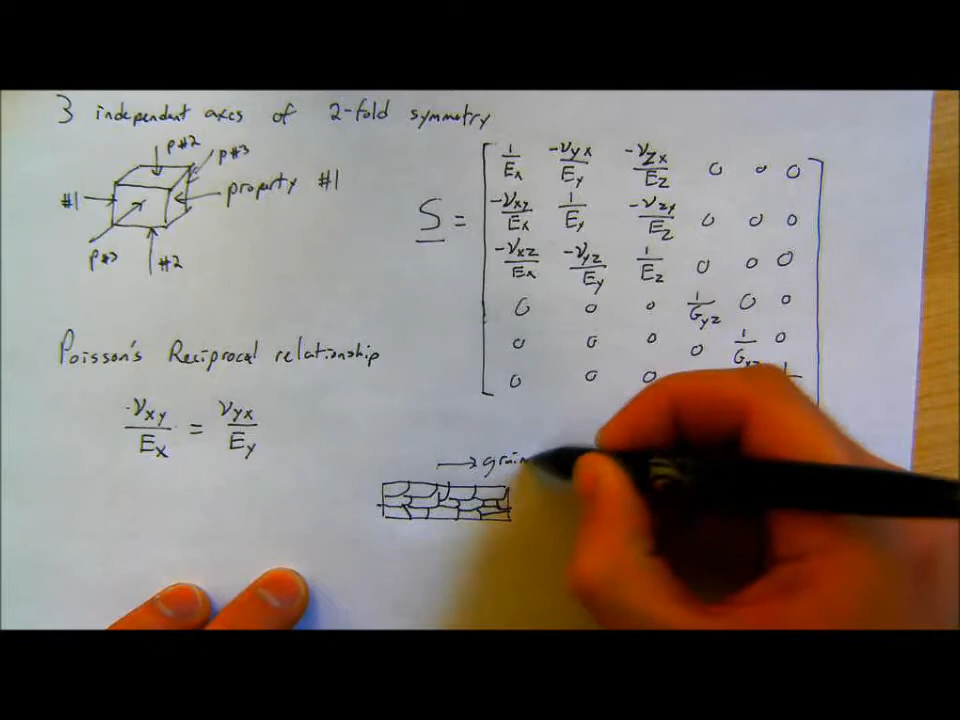 3 independent axes of 2-fold symmetry
p#2
p#3
#1
property #1
p#3
#2
S =
1/Ex -νyx/Ey -νzx/Ez 0 0 0
-νxy/Ex 1/Ey -νzy/Ez 0 0 0
-νxz/Ex -νyz/Ey 1/Ez 0 0 0
0 0 0 1/Gyz 0 0
0 0 0 0 0
0 0 0
Poisson's Reciprocal relationship
νxy/Ex = νyx/Ey
→ grain